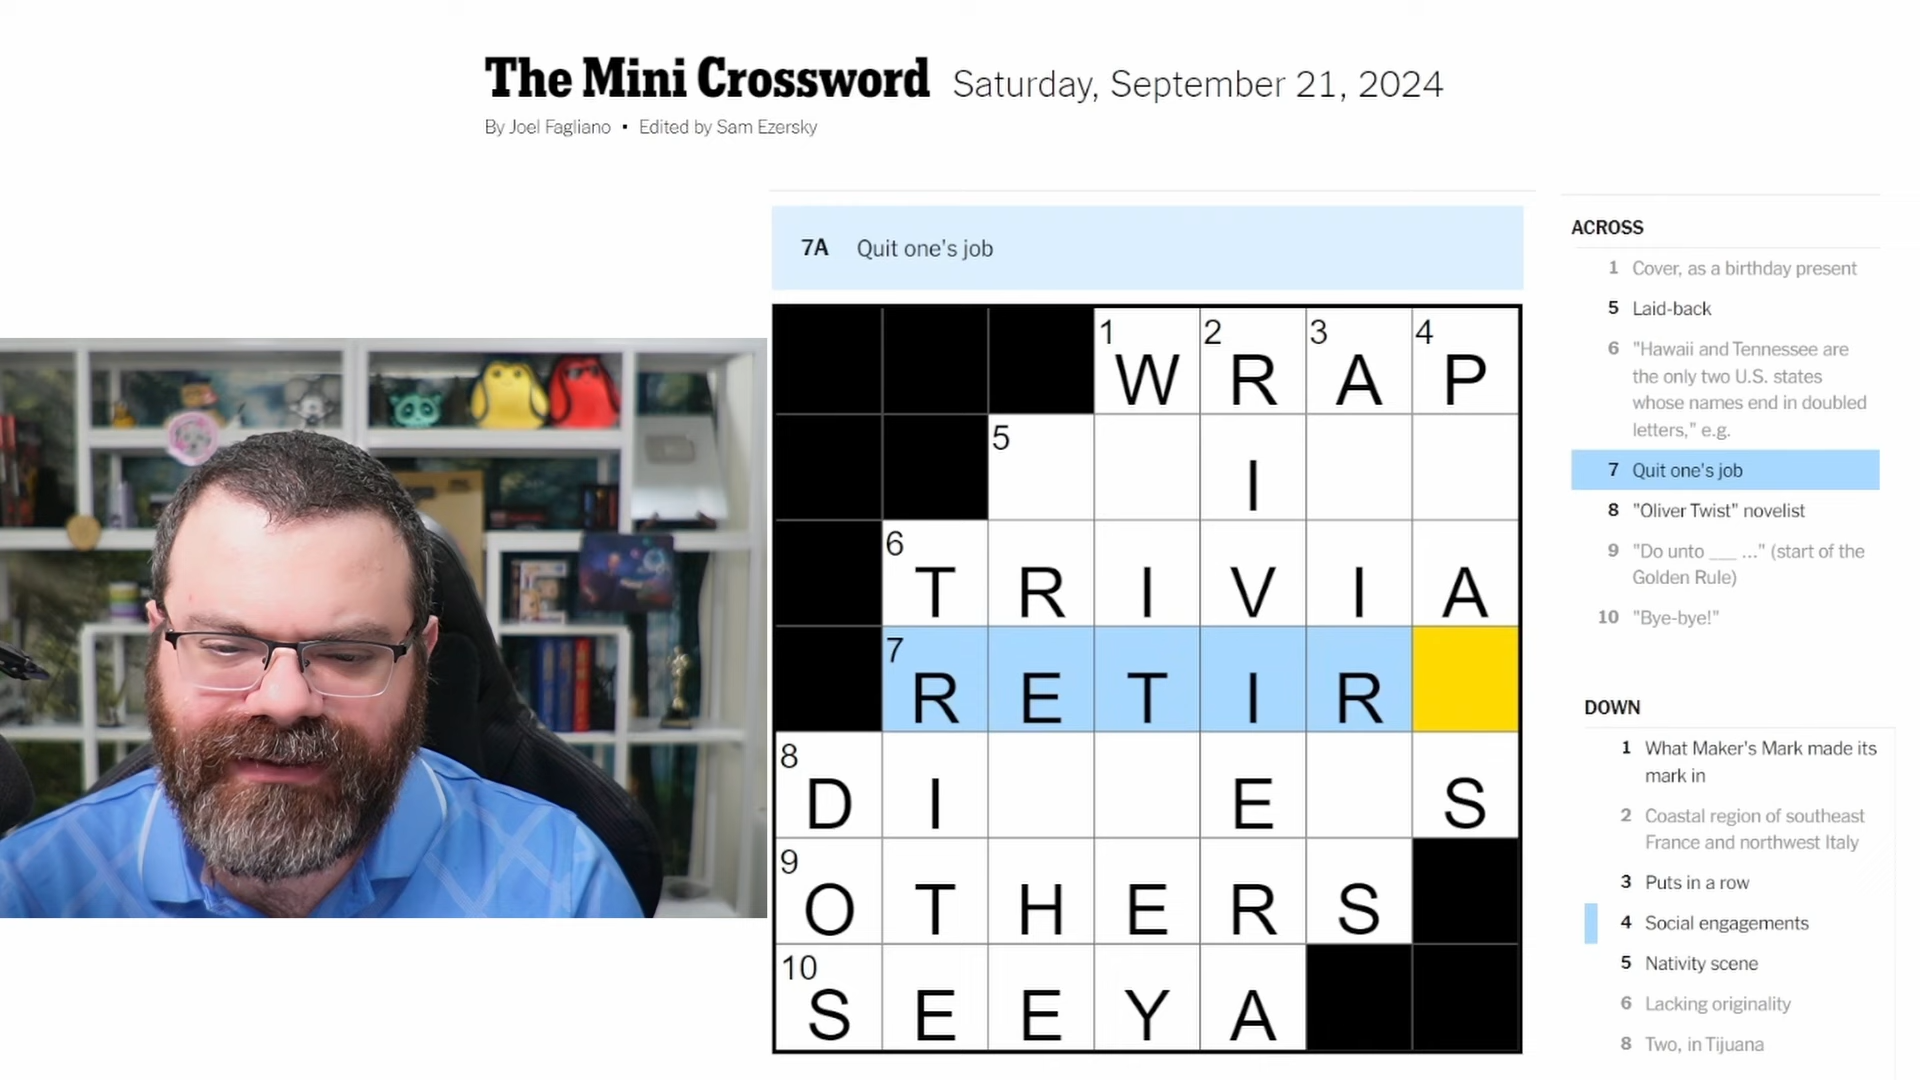 The Mini Crossword Saturday, September 21, 2024
By Joel Fagliano • Edited by Sam Ezersky
7A Quit one's job
1 W 2 R 3 A 4 P
5 I
6 T R I V I A
7 R E T I R
8 D I E S
9 O T H E R S
10 S E E Y A
ACROSS
1 Cover, as a birthday present
5 Laid-back
6 "Hawaii and Tennessee are
the only two U.S. states
whose names end in doubled
letters," e.g.
7 Quit one's job
8 "Oliver Twist" novelist
9 "Do unto ___ ..." (start of the
Golden Rule)
10 "Bye-bye!"
DOWN
1 What Maker's Mark made its
mark in
2 Coastal region of southeast
France and northwest Italy
3 Puts in a row
4 Social engagements
5 Nativity scene
6 Lacking originality
8 Two, in Tijuana